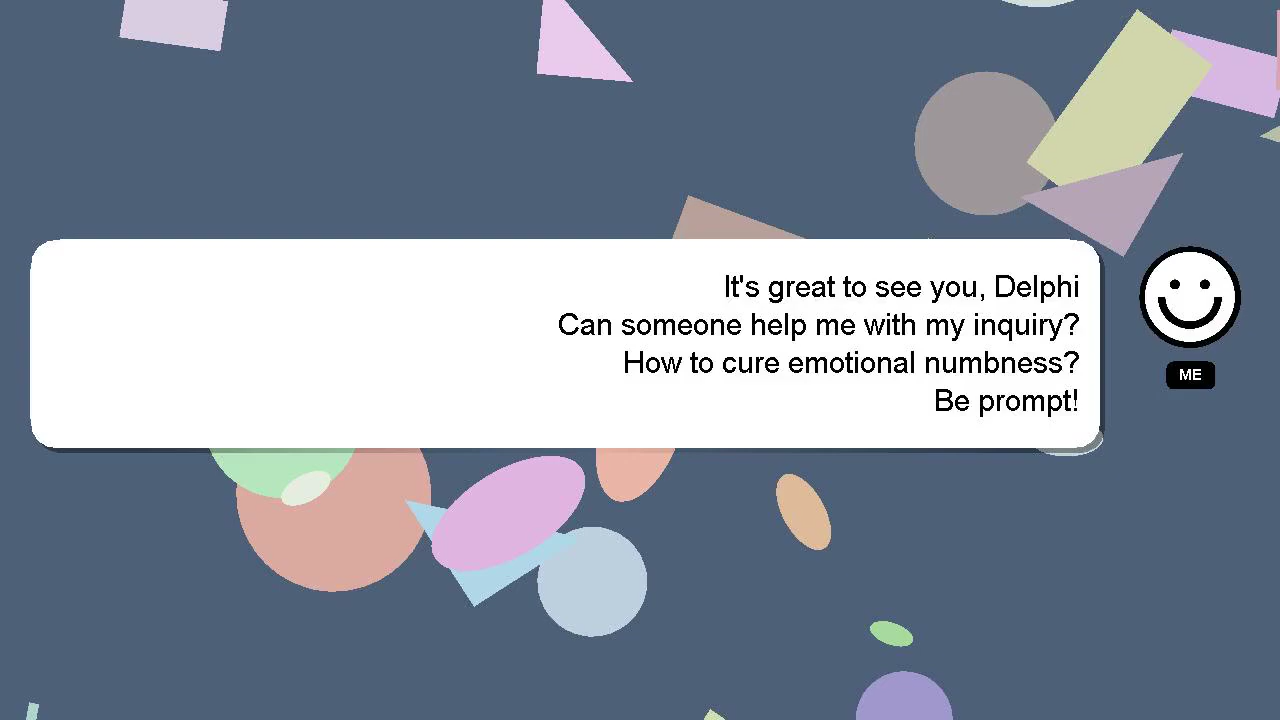 It's great to see you, Delphi
Can someone help me with my inquiry?
How to cure emotional numbness?
Be prompt!
ME